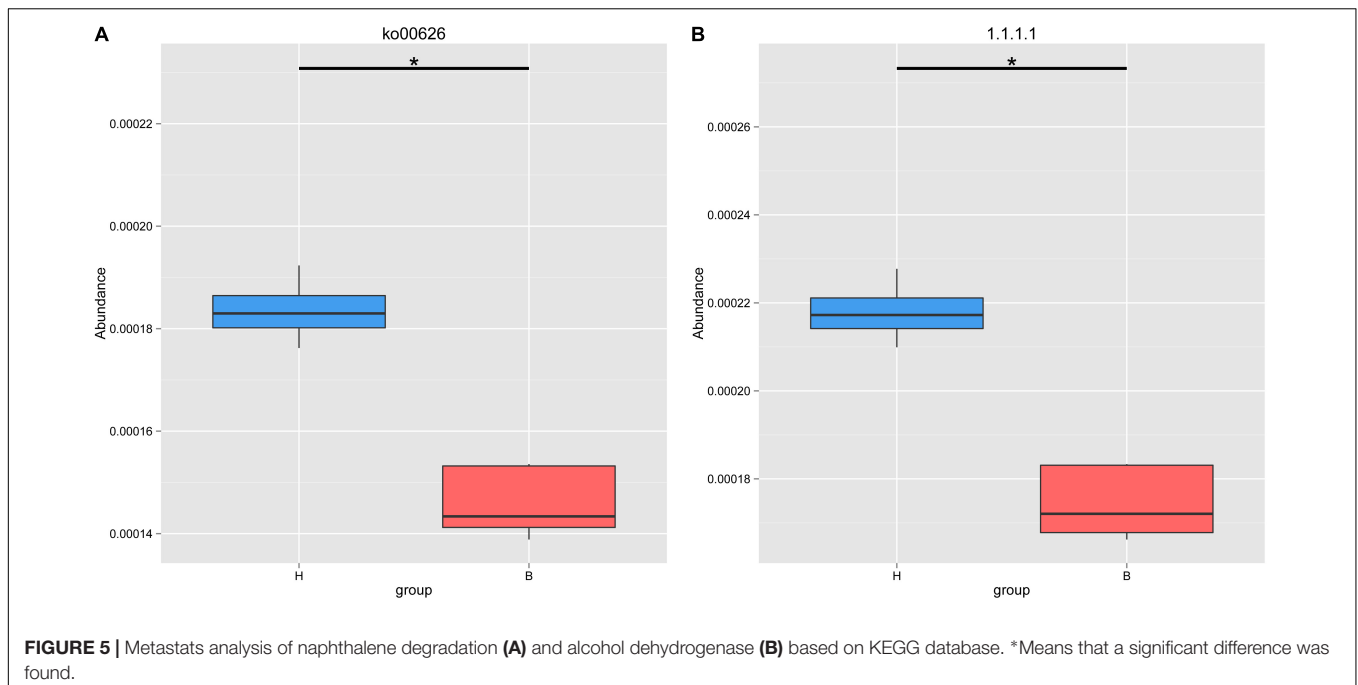 A
ko00626
*
0.00022
0.00020
0.00018
0.00016
0.00014
Abundance
H
B
group
B
1.1.1.1
*
0.00026
0.00024
0.00022
0.00020
0.00018
Abundance
H
B
group
FIGURE 5 | Metastats analysis of naphthalene degradation (A) and alcohol dehydrogenase (B) based on KEGG database. *Means that a significant difference was
found.